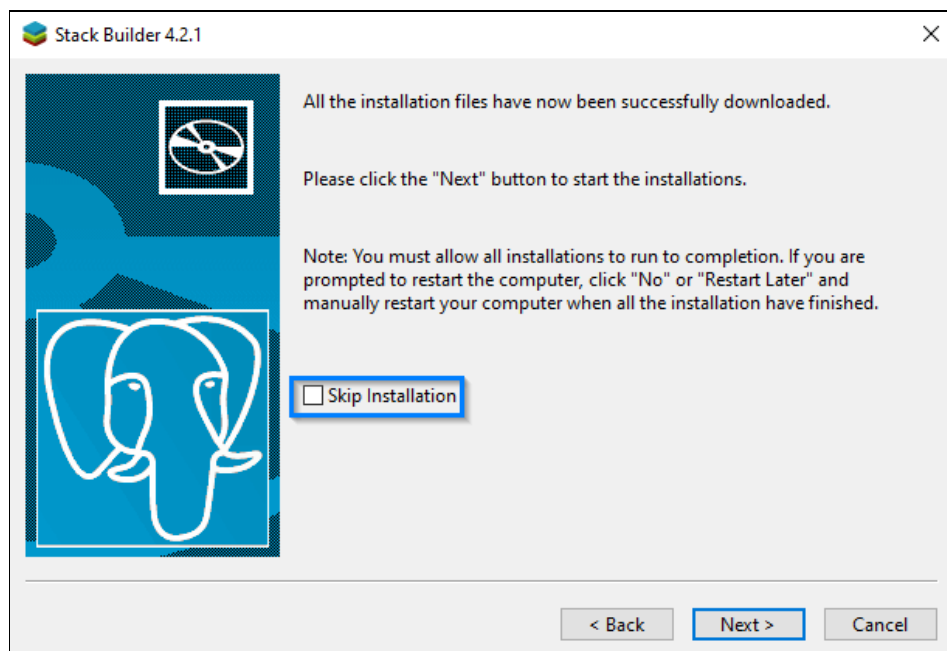 Stack Builder 4.2.1
All the installation files have now been successfully downloaded.
Please click the "Next" button to start the installations.
Note: You must allow all installations to run to completion. If you are
prompted to restart the computer, click "No" or "Restart Later" and
manually restart your computer when all the installation have finished.
Skip Installation
< Back
Next >
Cancel